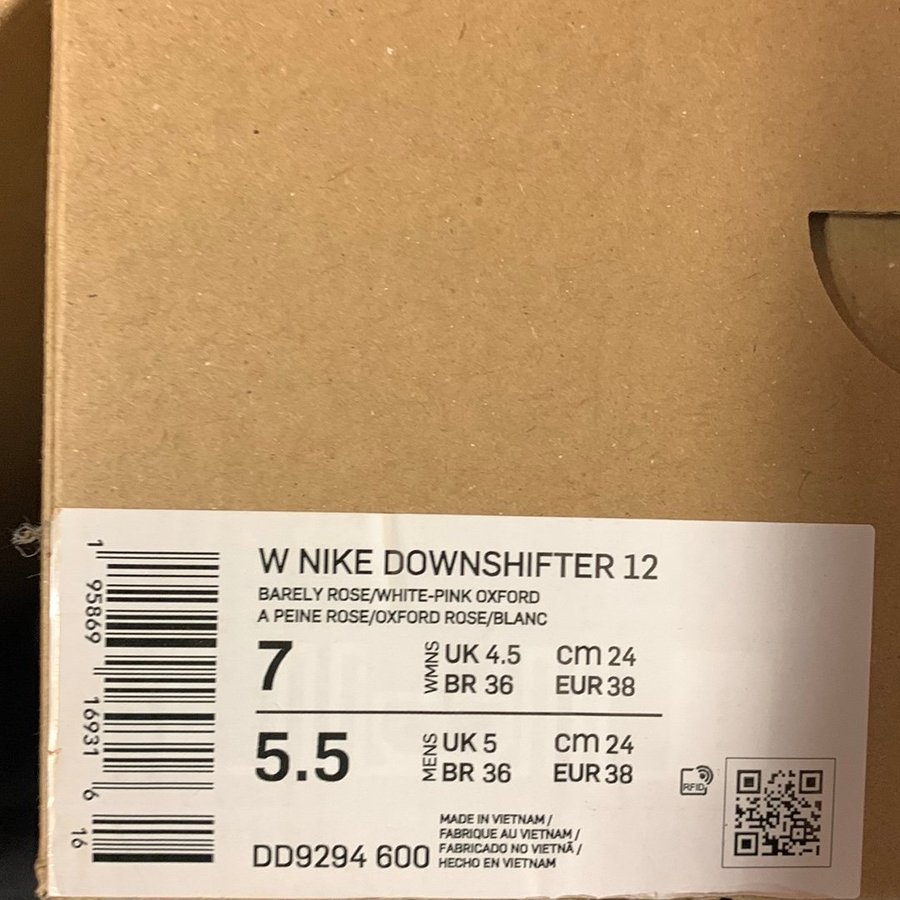 W NIKE DOWNSHIFTER 12
BARELY ROSE/WHITE-PINK OXFORD
A PEINE ROSE/OXFORD ROSE/BLANC
7 WMNS UK 4.5 cm 24
BR 36 EUR 38
5.5 MENS UK 5 cm 24
BR 36 EUR 38
MADE IN VIETNAM /
FABRIQUE AU VIETNAM /
FABRICADO NO VIETNÃ /
HECHO EN VIETNAM
DD9294 600
RFID
1 95869 16931 6
16